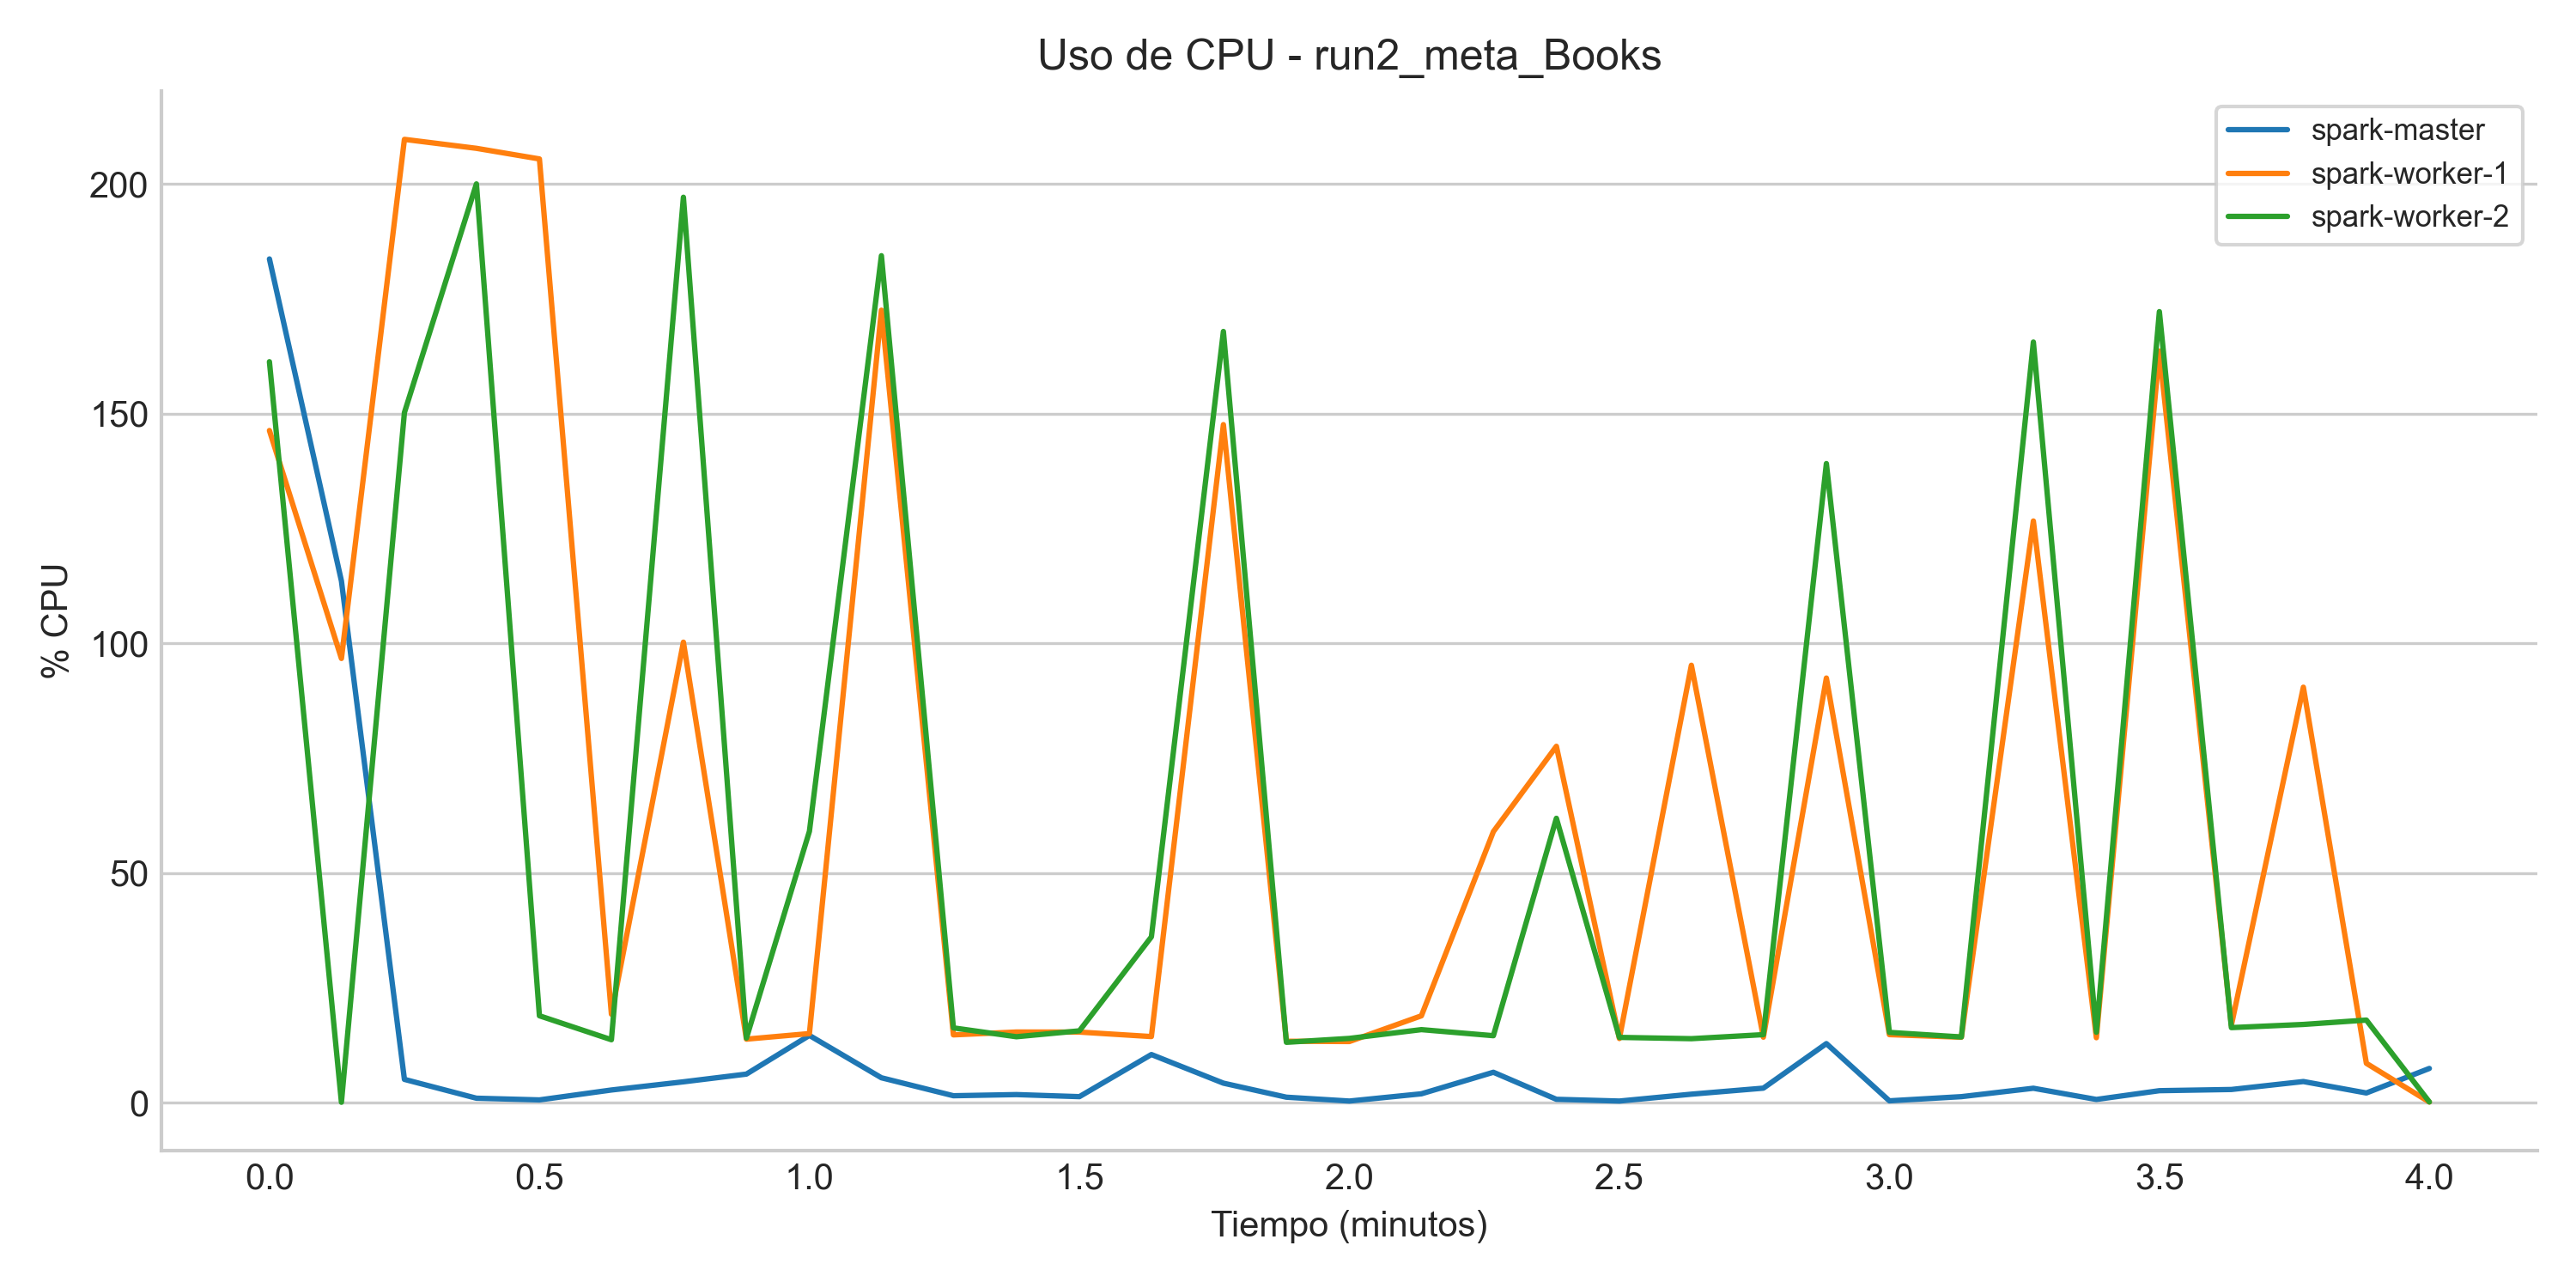 Uso de CPU - run2_meta_Books
spark-master
spark-worker-1
spark-worker-2
200
150
100
50
0
% CPU
0.0 0.5 1.0 1.5 2.0 2.5 3.0 3.5 4.0
Tiempo (minutos)